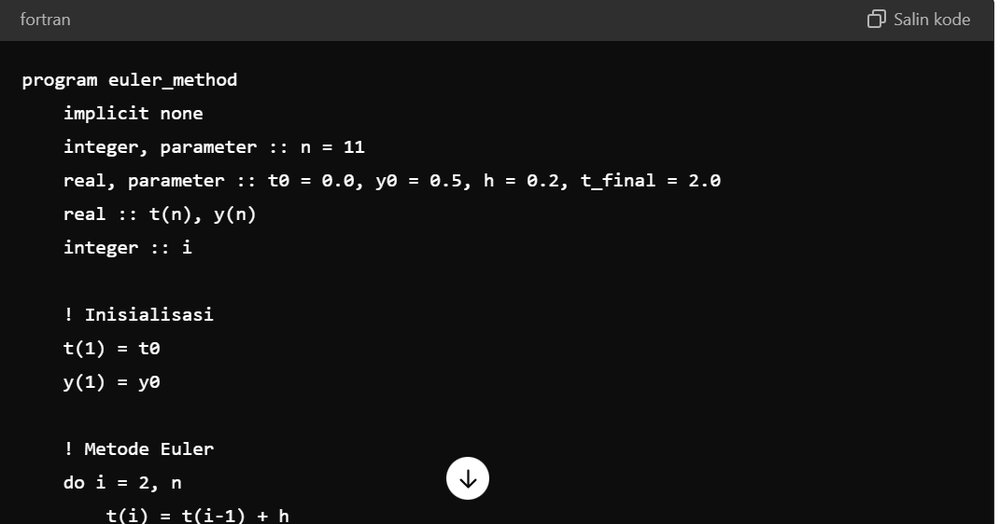 fortran
Salin kode
program euler_method
    implicit none
    integer, parameter :: n = 11
    real, parameter :: t0 = 0.0, y0 = 0.5, h = 0.2, t_final = 2.0
    real :: t(n), y(n)
    integer :: i
    ! Inisialisasi
    t(1) = t0
    y(1) = y0
    ! Metode Euler
    do i = 2, n
        t(i) = t(i-1) + h